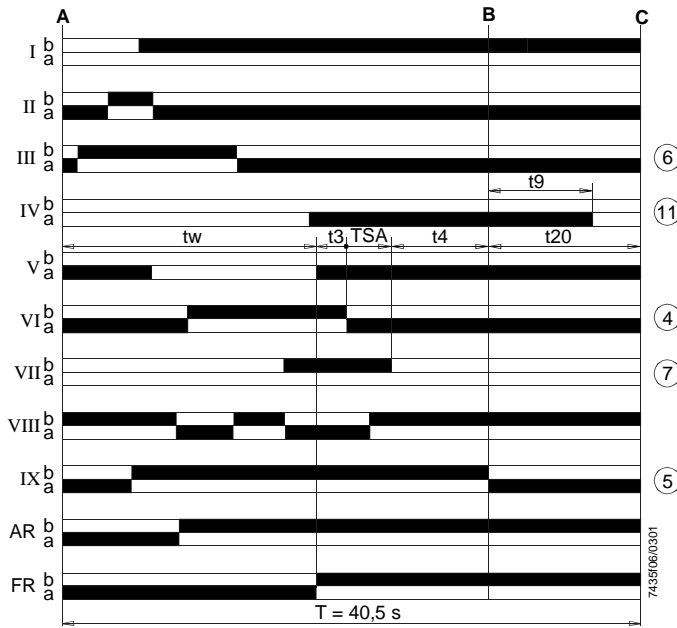 A B C
I b
a
II b
a
III b
a
6
t9
IV b
a
11
tw t3 TSA t4 t20
V b
a
VI b
a
4
VII b
a
7
VIII b
a
IX b
a
5
AR b
a
FR b
a
T = 40,5 s
7435f06/0301